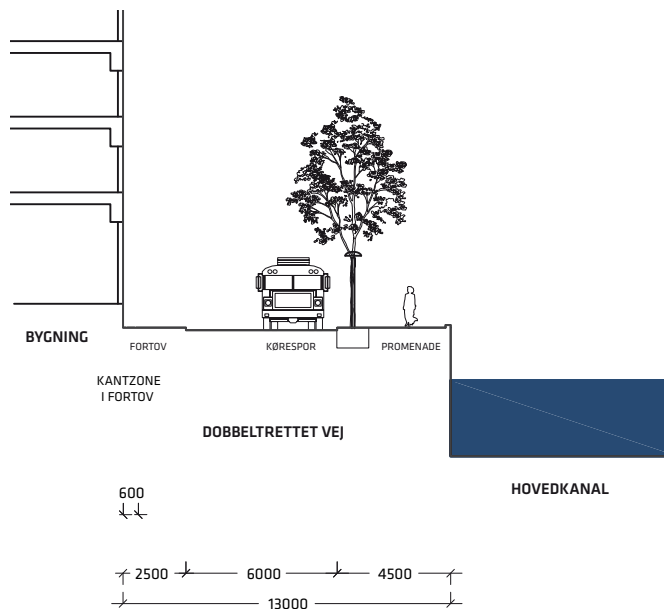 BYGNING
FORTOV
KØRESPOR
PROMENADE
KANTZONE
I FORTOV
DOBBELTRETTET VEJ
HOVEDKANAL
600
2500
6000
4500
13000